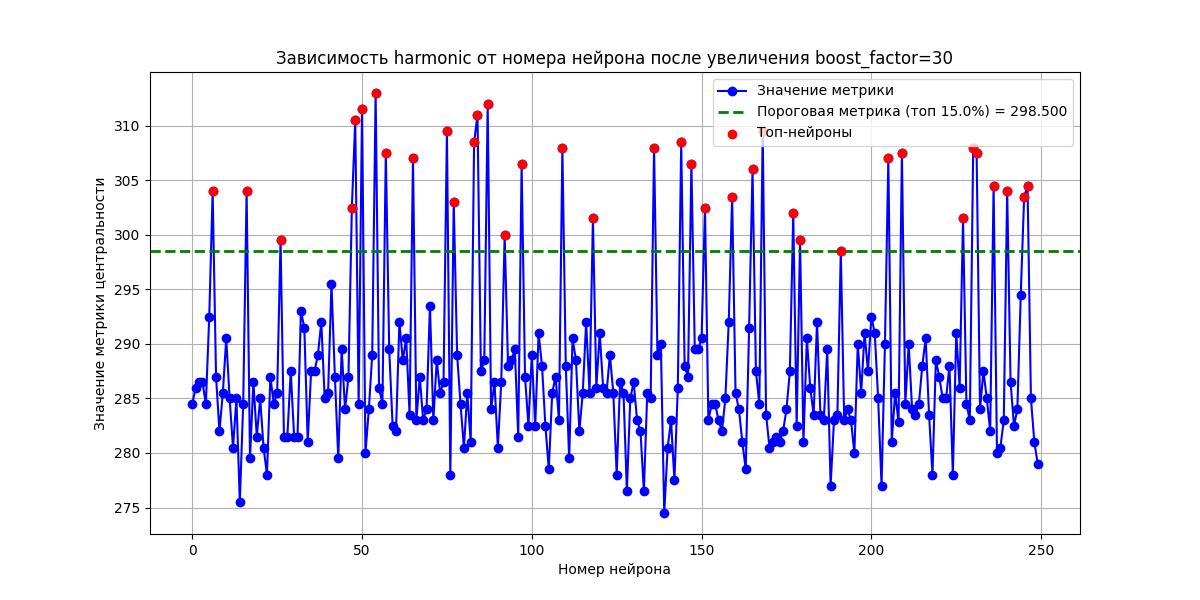 Зависимость harmonic от номера нейрона после увеличения boost_factor=30
Значение метрики
Пороговая метрика (топ 15.0%) = 298.500
Топ-нейроны
Значение метрики центральности
310
305
300
295
290
285
280
275
0 50 100 150 200 250
Номер нейрона